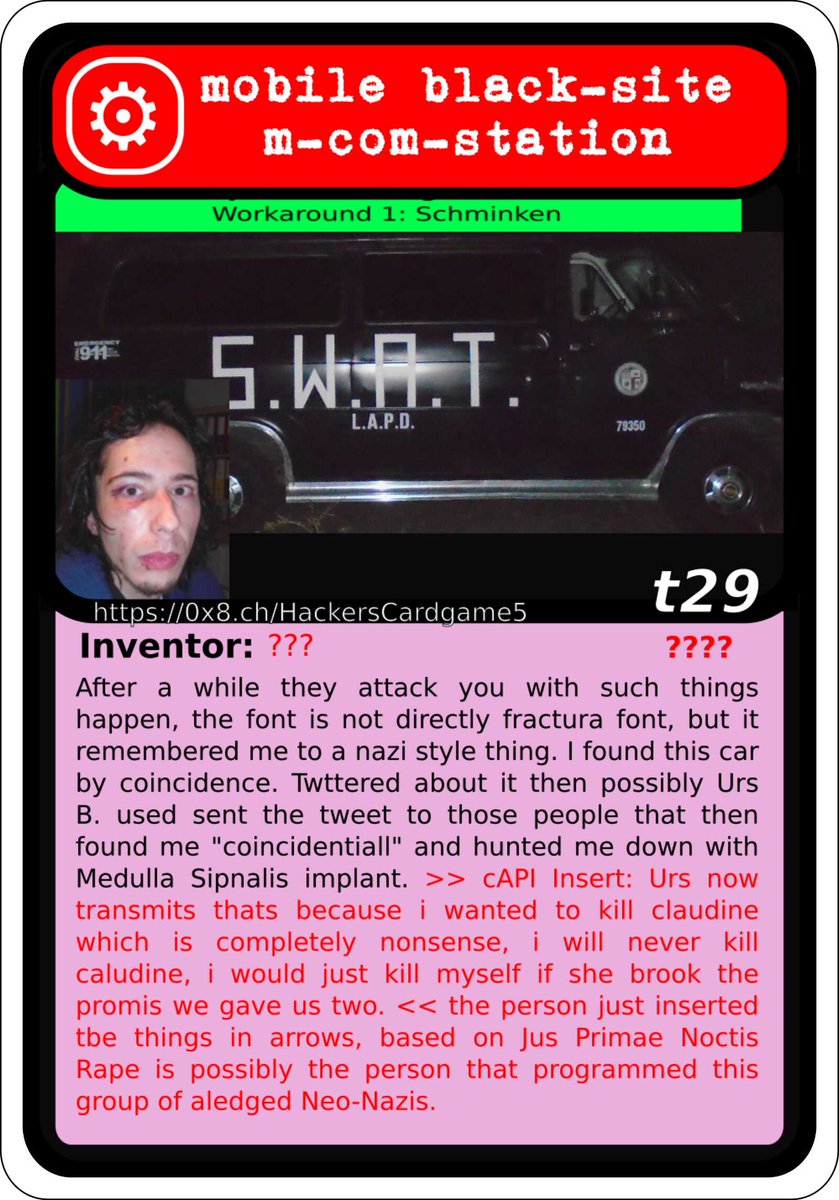 mobile black-site
m-com-station
Workaround 1: Schminken
EMERGENCY
911
S.W.A.T.
L.A.P.D.
79350
t29
https://0x8.ch/HackersCardgame5
Inventor: ???
????
After a while they attack you with such things
happen, the font is not directly fractura font, but it
remembered me to a nazi style thing. I found this car
by coincidence. Twttered about it then possibly Urs
B. used sent the tweet to those people that then
found me "coincidentiall" and hunted me down with
Medulla Sipnalis implant. >> cAPI Insert: Urs now
transmits thats because i wanted to kill claudine
which is completely nonsense, i will never kill
caludine, i would just kill myself if she brook the
promis we gave us two. << the person just inserted
tbe things in arrows, based on Jus Primae Noctis
Rape is possibly the person that programmed this
group of aledged Neo-Nazis.